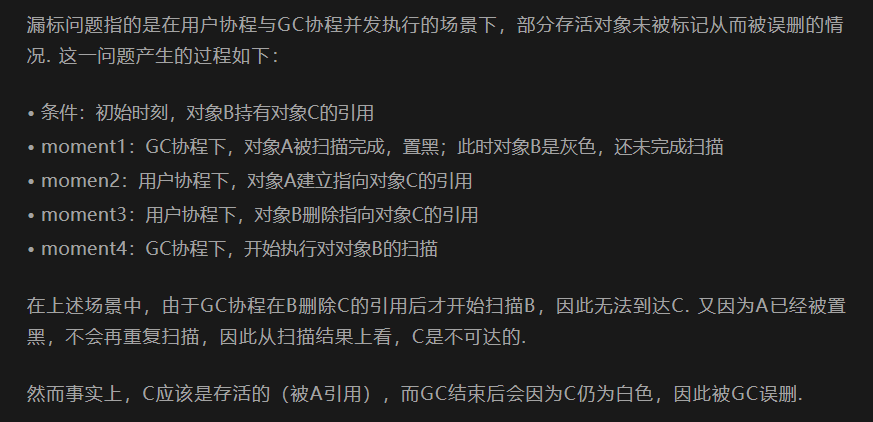 漏标问题指的是在用户协程与GC协程并发执行的场景下，部分存活对象未被标记从而被误删的情
况. 这一问题产生的过程如下：
• 条件：初始时刻，对象B持有对象C的引用
• moment1：GC协程下，对象A被扫描完成，置黑；此时对象B是灰色，还未完成扫描
• momen2：用户协程下，对象A建立指向对象C的引用
• moment3：用户协程下，对象B删除指向对象C的引用
• moment4：GC协程下，开始执行对对象B的扫描
在上述场景中，由于GC协程在B删除C的引用后才开始扫描B，因此无法到达C. 又因为A已经被置
黑，不会再重复扫描，因此从扫描结果上看，C是不可达的.
然而事实上，C应该是存活的（被A引用），而GC结束后会因为C仍为白色，因此被GC误删.